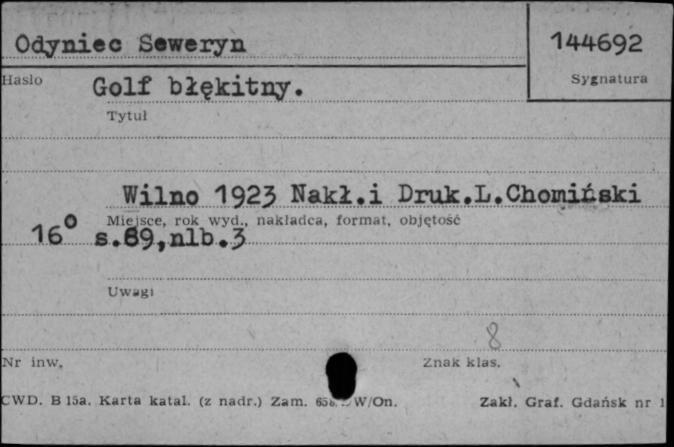 Odyniec Seweryn
144692
Hasło
Sygnatura
Golf błękitny.
Tytuł
Wilno 1923 Nakł.i Druk.L.Chomiński
Miejsce, rok wyd., nakładca, format, objętość
16° s.89,nlb.3
Uwagi
8
Nr inw.
Znak klas.
CWD. B 15a. Karta katal. (z nadr.) Zam. W/On.
Zakł. Graf. Gdańsk nr 1